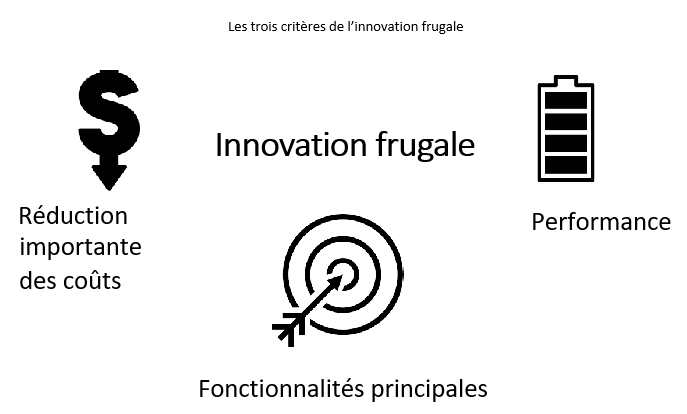 Les trois critères de l’innovation frugale
Innovation frugale
Réduction
importante
des coûts
Performance
Fonctionnalités principales